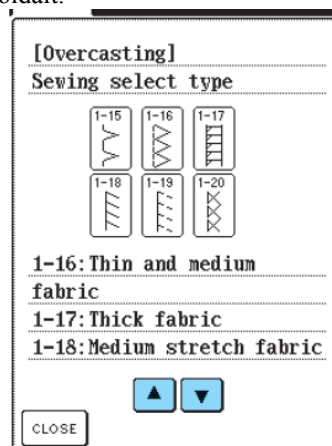 [Overcasting]
Sewing select type
1-15 1-16 1-17
1-18 1-19 1-20
1-16:Thin and medium
fabric
1-17:Thick fabric
1-18:Medium stretch fabric
CLOSE